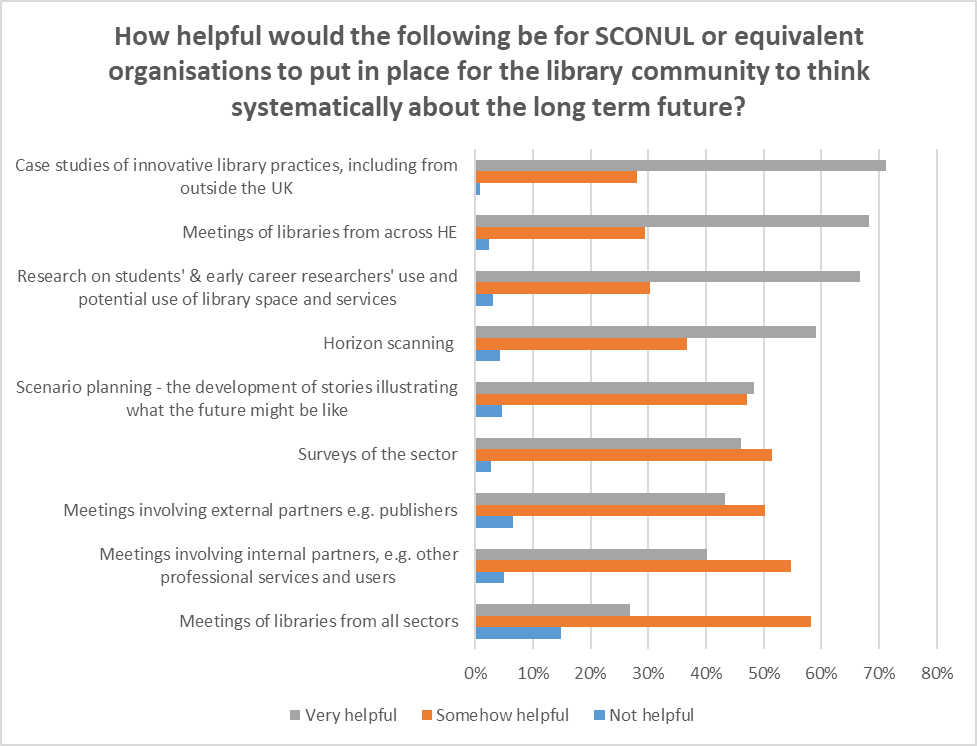 How helpful would the following be for SCONUL or equivalent
organisations to put in place for the library community to think
systematically about the long term future?
Case studies of innovative library practices, including from
outside the UK
Meetings of libraries from across HE
Research on students' & early career researchers' use and
potential use of library space and services
Horizon scanning
Scenario planning - the development of stories illustrating
what the future might be like
Surveys of the sector
Meetings involving external partners e.g. publishers
Meetings involving internal partners, e.g. other
professional services and users
Meetings of libraries from all sectors
0% 10% 20% 30% 40% 50% 60% 70% 80%
Very helpful Somehow helpful Not helpful